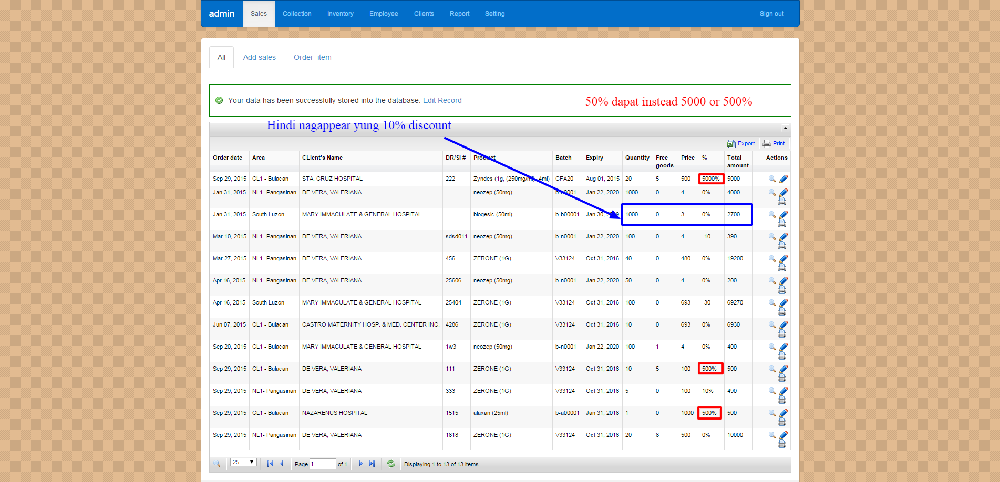 admin Sales Collection Inventory Employee Clients Report Setting Sign out
All Add sales Order_item
Your data has been successfully stored into the database. Edit Record
50% dapat instead 5000 or 500%
Hindi nagappear yung 10% discount
Export Print
Order date Area CLient's Name DR/SI # Product Batch Expiry Quantity Free goods Price % Total amount Actions
Sep 29, 2015 CL1 - Bulacan STA. CRUZ HOSPITAL 222 Zyndes (1g, (250mg/ml), 4ml) CFA20 Aug 01, 2015 20 5 500 5000% 5000
Jan 31, 2015 NL1- Pangasinan DE VERA, VALERIANA neozep (50mg) b-n0001 Jan 22, 2020 1000 0 4 0% 4000
Jan 31, 2015 South Luzon MARY IMMACULATE & GENERAL HOSPITAL biogesic (50ml) b-b00001 Jan 30, 1000 0 3 0% 2700
Mar 10, 2015 NL1- Pangasinan DE VERA, VALERIANA sdsd011 neozep (50mg) b-n0001 Jan 22, 2020 100 0 4 -10 390
Mar 27, 2015 NL1- Pangasinan DE VERA, VALERIANA 456 ZERONE (1G) V33124 Oct 31, 2016 40 0 480 0% 19200
Apr 16, 2015 NL1- Pangasinan DE VERA, VALERIANA 25606 neozep (50mg) b-n0001 Jan 22, 2020 50 0 4 0% 200
Apr 16, 2015 South Luzon MARY IMMACULATE & GENERAL HOSPITAL 25404 ZERONE (1G) V33124 Oct 31, 2016 100 0 693 -30 69270
Jun 07, 2015 CL1 - Bulacan CASTRO MATERNITY HOSP. & MED. CENTER INC. 4286 ZERONE (1G) V33124 Oct 31, 2016 10 0 693 0% 6930
Sep 20, 2015 CL1 - Bulacan MARY IMMACULATE & GENERAL HOSPITAL 1w3 neozep (50mg) b-n0001 Jan 22, 2020 100 1 4 0% 400
Sep 29, 2015 CL1 - Bulacan DE VERA, VALERIANA 111 ZERONE (1G) V33124 Oct 31, 2016 10 5 100 500% 500
Sep 29, 2015 NL1- Pangasinan DE VERA, VALERIANA 333 ZERONE (1G) V33124 Oct 31, 2016 5 0 100 10% 490
Sep 29, 2015 CL1 - Bulacan NAZARENUS HOSPITAL 1515 alaxan (25ml) b-a00001 Jan 31, 2018 1 0 1000 500% 500
Sep 29, 2015 NL1- Pangasinan DE VERA, VALERIANA 1818 ZERONE (1G) V33124 Oct 31, 2016 20 8 500 0% 10000
25 Page 1 of 1 Displaying 1 to 13 of 13 items